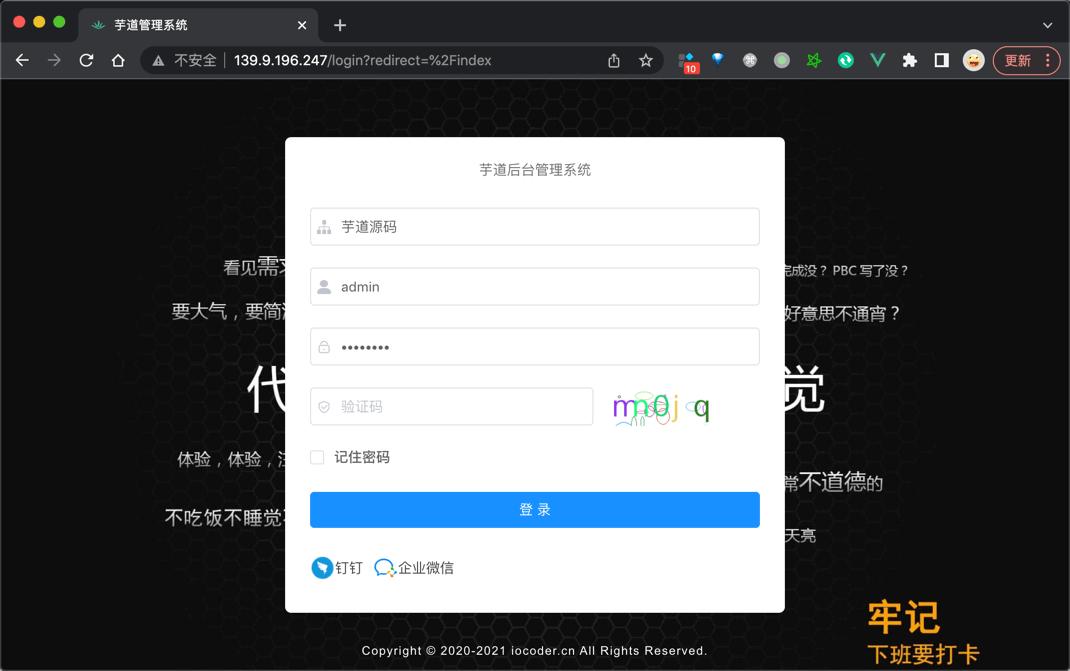 芋道管理系统
不安全 139.9.196.247/login?redirect=%2Findex
10
更新
芋道后台管理系统
芋道源码
admin
••••••••
验证码
mn0jq
记住密码
登 录
钉钉 企业微信
看见需
要大气，要简
代
体验，体验，
不吃饭不睡觉
完成没？ PBC 写了没？
好意思不通宵？
觉
常不道德的
天亮
牢记
下班要打卡
Copyright © 2020-2021 iocoder.cn All Rights Reserved.